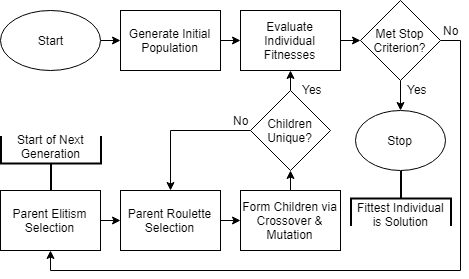 Start
Generate Initial
Population
Evaluate
Individual
Fitnesses
Met Stop
Criterion?
No
Yes
Yes
Stop
Children
Unique?
No
Start of Next
Generation
Parent Elitism
Selection
Parent Roulette
Selection
Form Children via
Crossover &
Mutation
Fittest Individual
is Solution